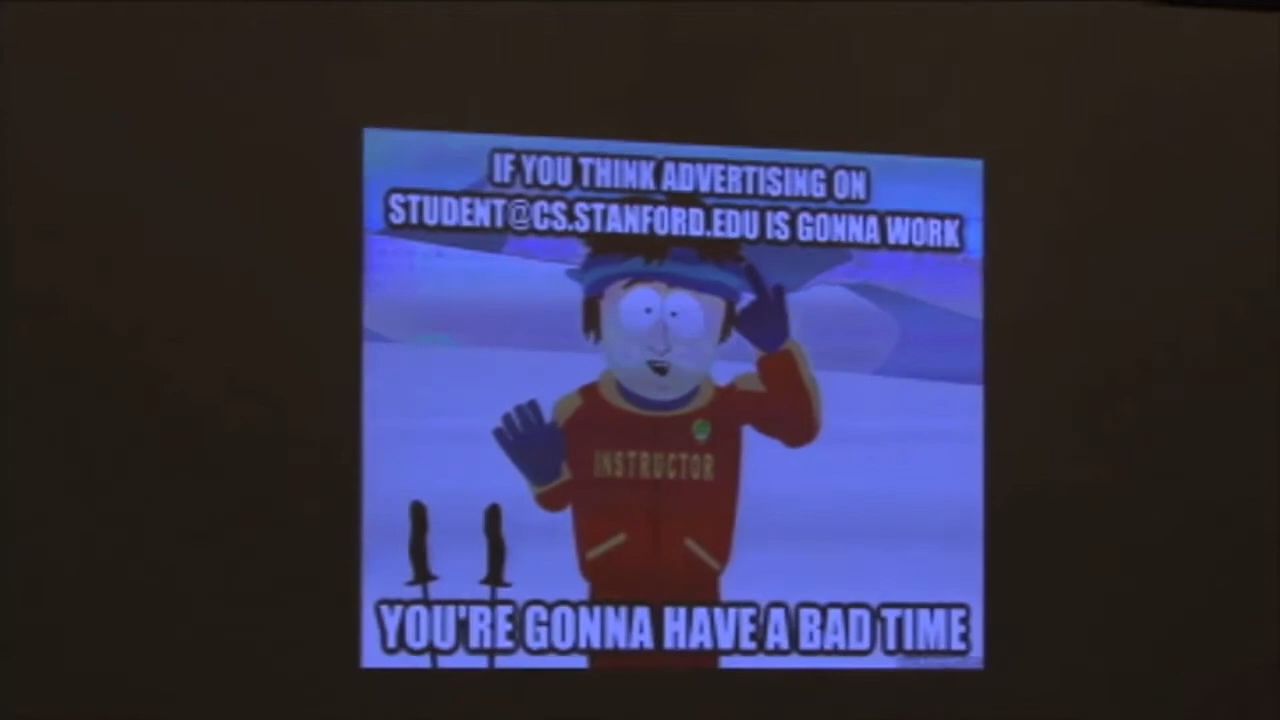 IF YOU THINK ADVERTISING ON
STUDENT@CS.STANFORD.EDU IS GONNA WORK
INSTRUCTOR
YOU'RE GONNA HAVE A BAD TIME